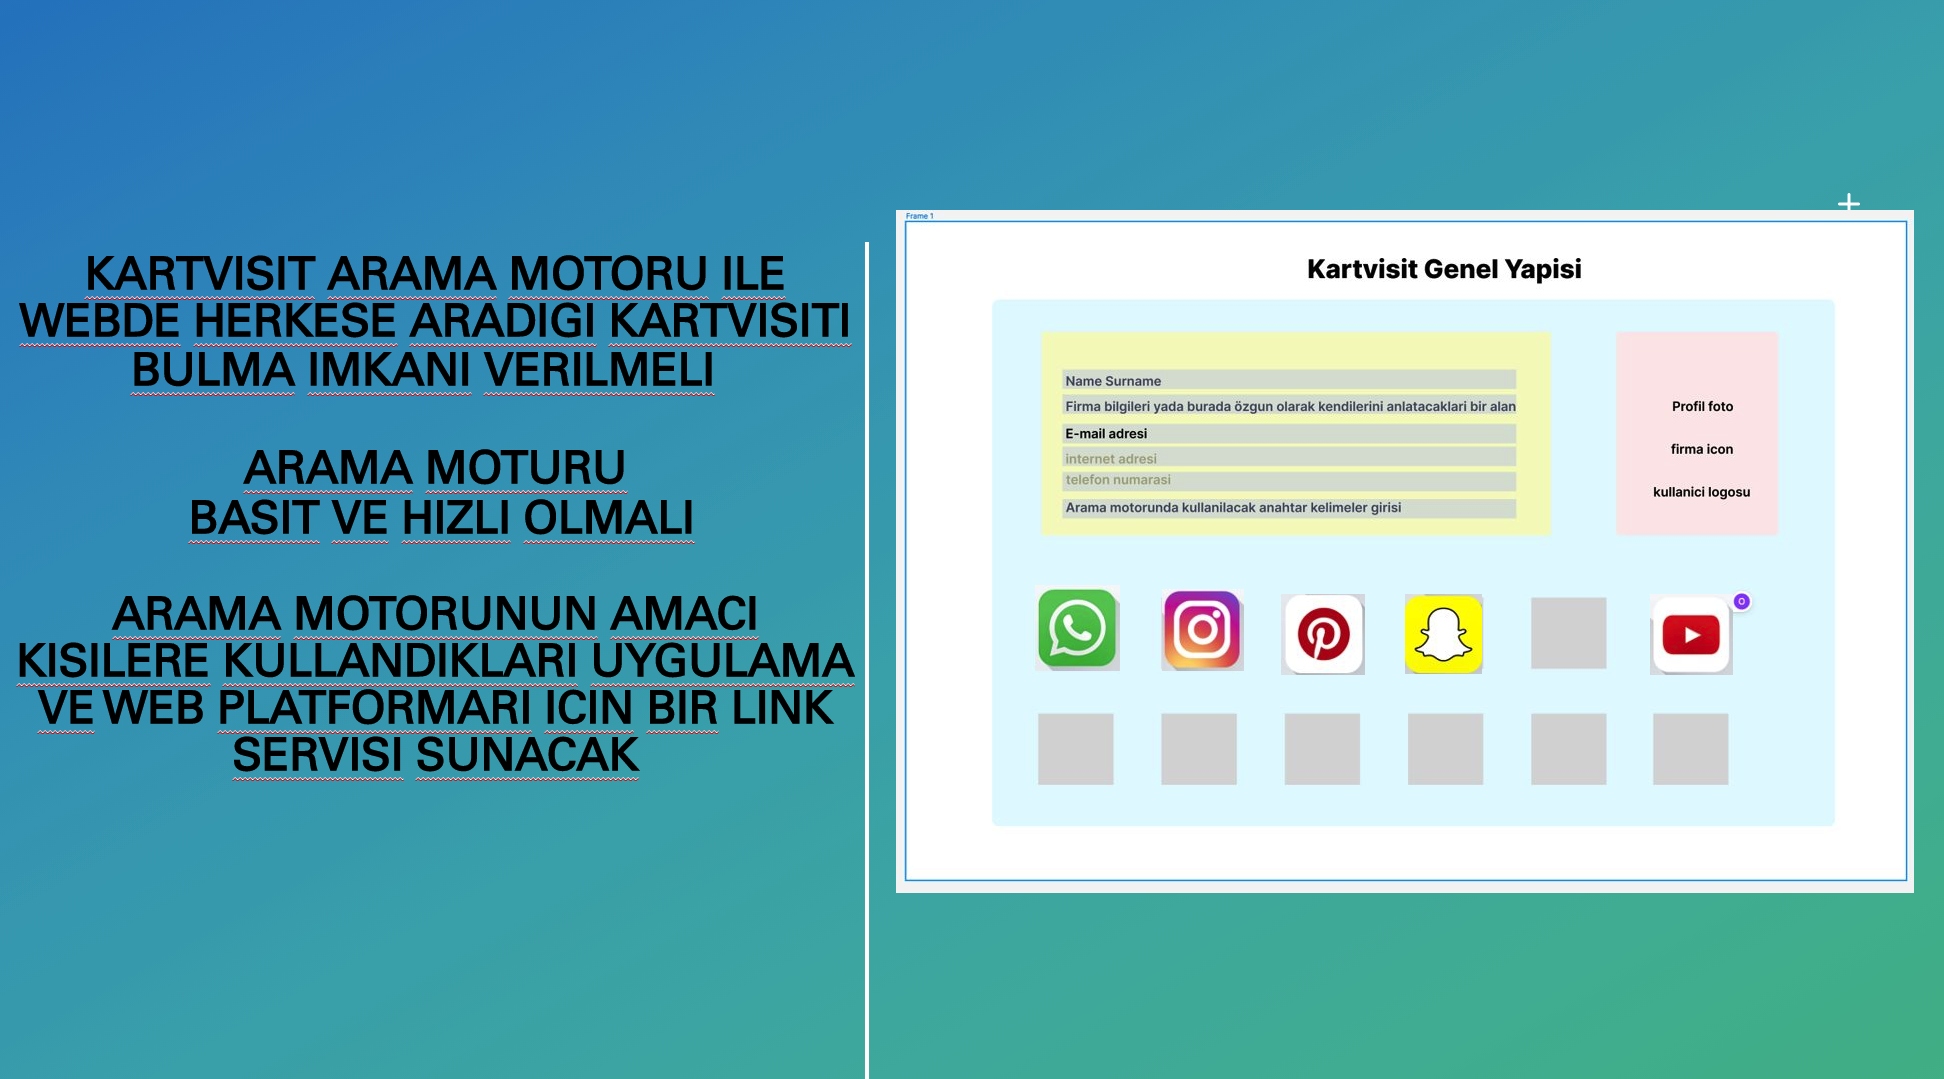 KARTVISIT ARAMA MOTORU ILE
WEBDE HERKESE ARADIGI KARTVISITI
BULMA IMKANI VERILMELI
ARAMA MOTURU
BASIT VE HIZLI OLMALI
ARAMA MOTORUNUN AMACI
KISILERE KULLANDIKLARI UYGULAMA
VE WEB PLATFORMARI ICIN BIR LINK
SERVISI SUNACAK
Frame 1
Kartvisit Genel Yapisi
Name Surname
Firma bilgileri yada burada özgun olarak kendilerini anlatacaklari bir alan
E-mail adresi
internet adresi
telefon numarasi
Arama motorunda kullanilacak anahtar kelimeler girisi
Profil foto
firma icon
kullanici logosu
O